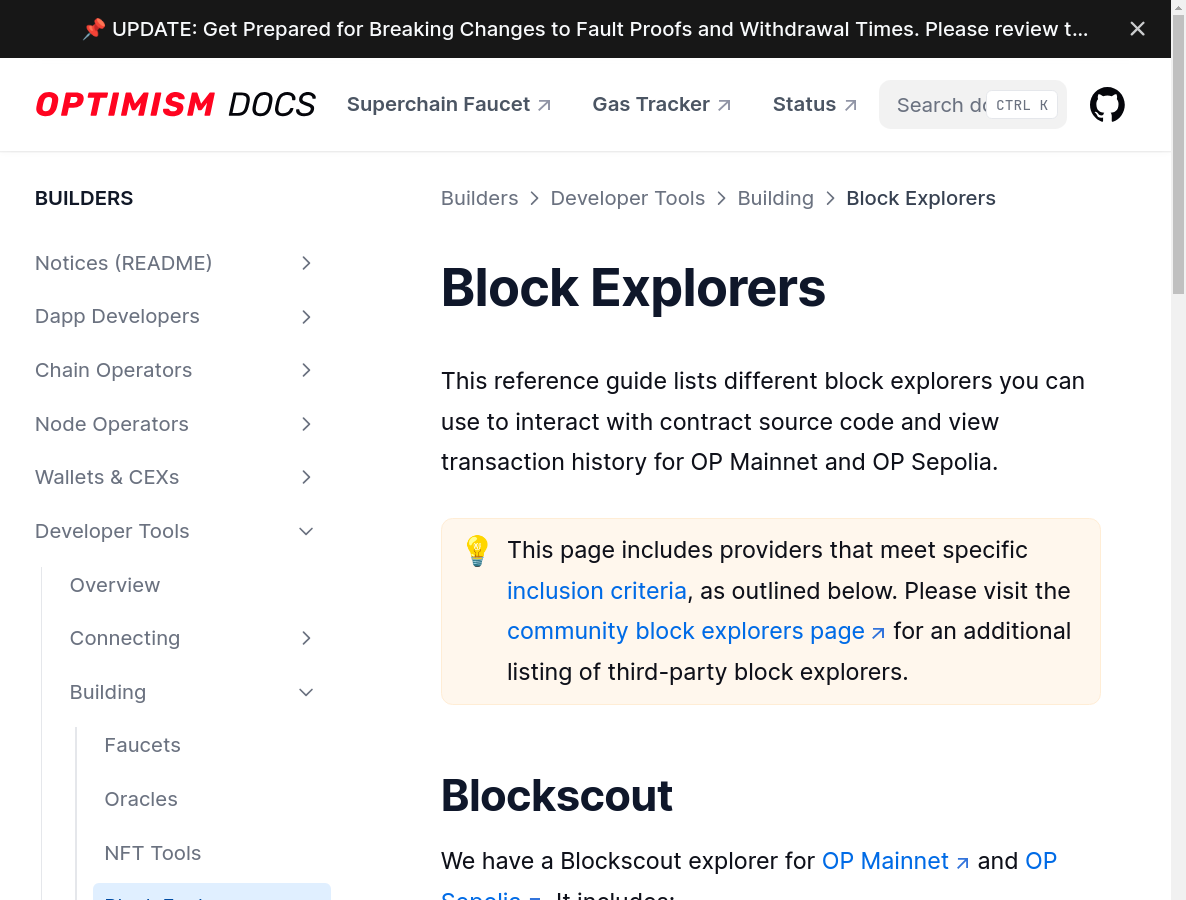 📌 UPDATE: Get Prepared for Breaking Changes to Fault Proofs and Withdrawal Times. Please review t...
OPTIMISM DOCS
Superchain Faucet
Gas Tracker
Status
Search do
CTRL K
BUILDERS
Notices (README)
Dapp Developers
Chain Operators
Node Operators
Wallets & CEXs
Developer Tools
Overview
Connecting
Building
Faucets
Oracles
NFT Tools
Builders > Developer Tools > Building > Block Explorers
Block Explorers
This reference guide lists different block explorers you can
use to interact with contract source code and view
transaction history for OP Mainnet and OP Sepolia.
This page includes providers that meet specific
inclusion criteria, as outlined below. Please visit the
community block explorers page for an additional
listing of third-party block explorers.
Blockscout
We have a Blockscout explorer for OP Mainnet and OP
Sepolia. It includes: